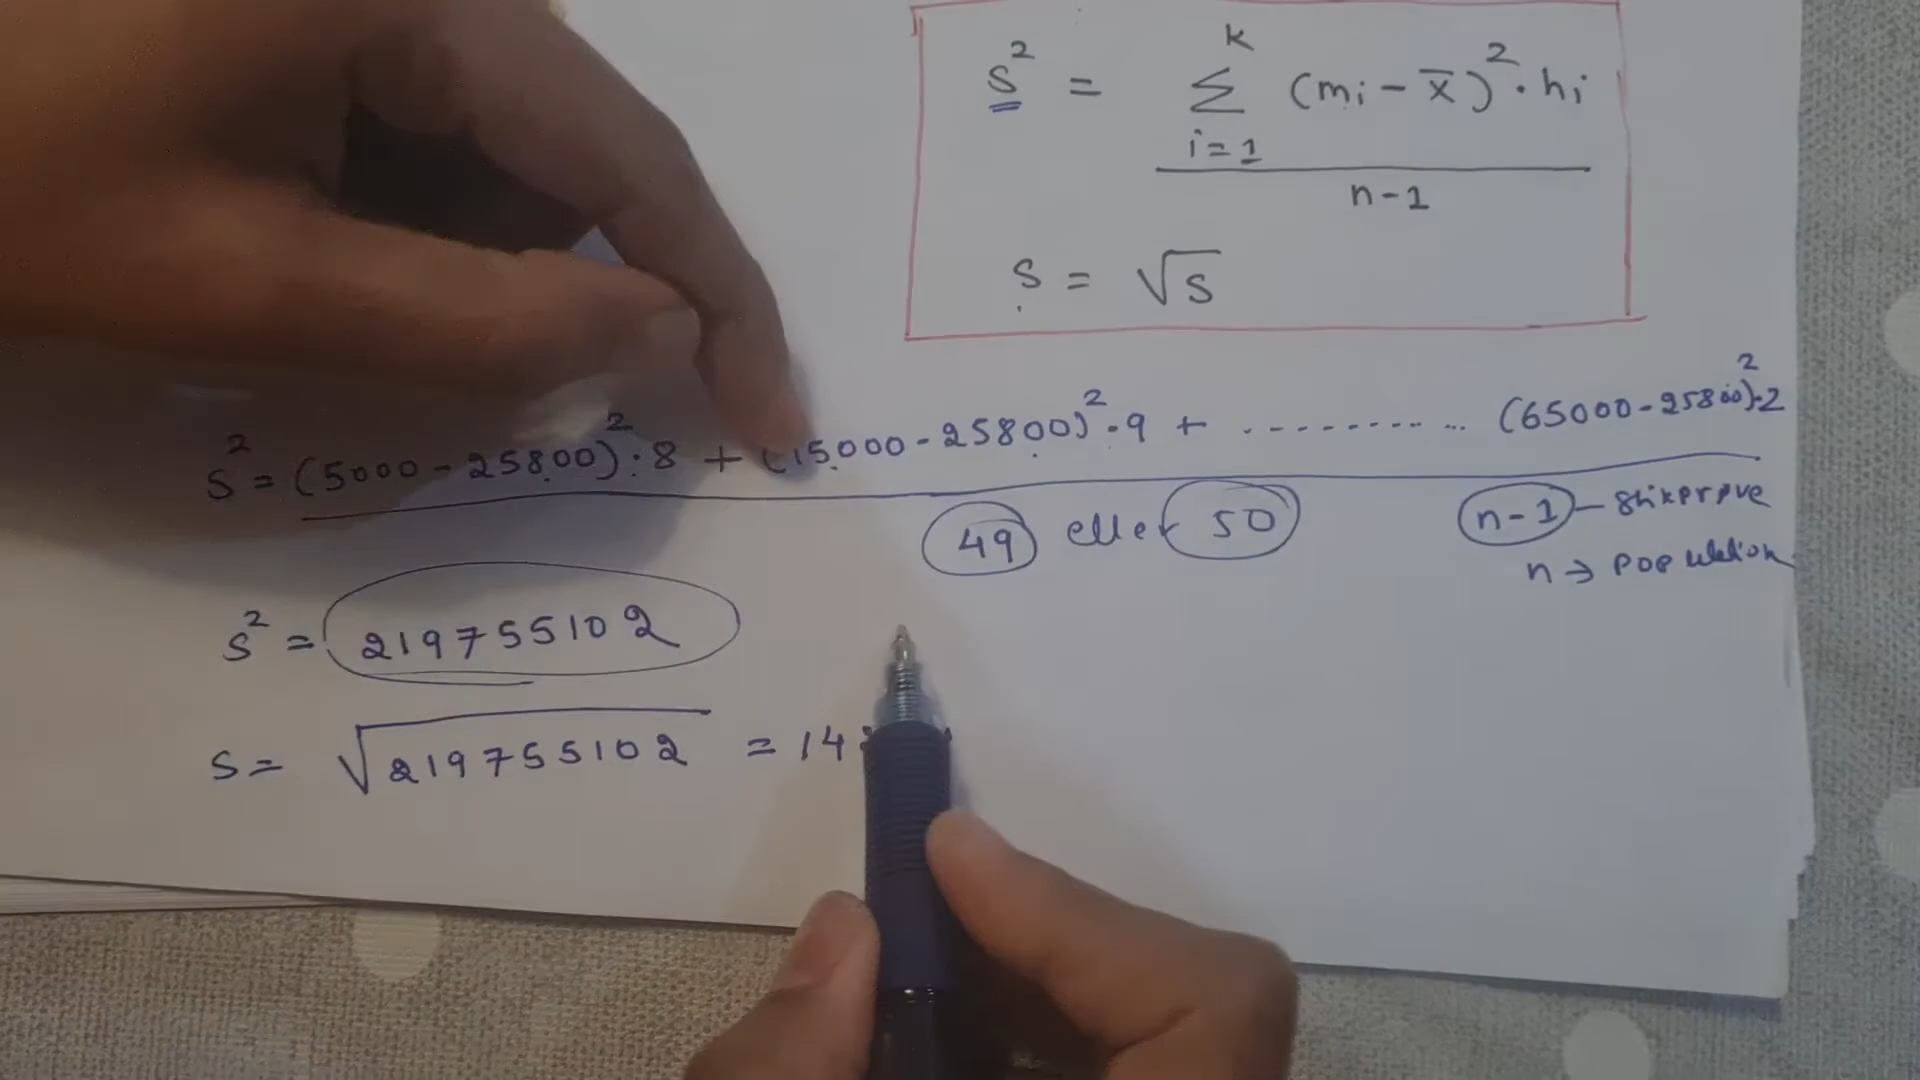 s² = Σ (mᵢ - x̄)² · hᵢ
k
i=1
n-1
s = √s
s² = (5000 - 25800)² · 8 + (15000 - 25800)² · 9 + ............... (65000 - 25800)² · 2
49 eller 50 n-1 - stikprøve
n → population
s² = 219755102
s = √219755102 = 14